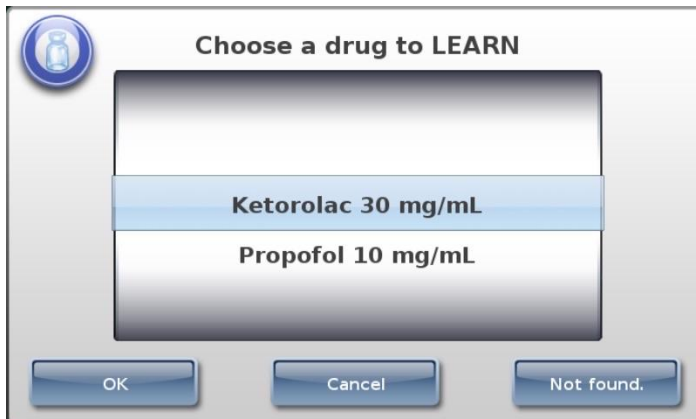 Choose a drug to LEARN
Ketorolac 30 mg/mL
Propofol 10 mg/mL
OK
Cancel
Not found.